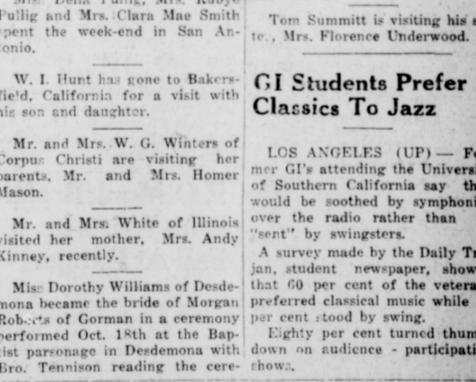 Pullig and Mrs. Clara Mae Smith
spent the week-end in San An-
tonio.
W. I. Hunt has gone to Bakers-
field, California for a visit with
his son and daughter.
Mr. and Mrs. W. G. Winters of
Corpus Christi are visiting her
parents, Mr. and Mrs. Homer
Mason.
Mr. and Mrs. White of Illinois
visited her mother, Mrs. Andy
Kinney, recently.
Miss Dorothy Williams of Desde-
mona became the bride of Morgan
Roberts of Gorman in a ceremony
performed Oct. 18th at the Bap-
tist parsonage in Desdemona with
Bro. Tennison reading the cere-
Tom Summitt is visiting his
Mrs. Florence Underwood.
GI Students Prefer
Classics To Jazz
LOS ANGELES (UP) — Fo
mer GI's attending the Universi
of Southern California say th
would be soothed by symphoni
over the radio rather than
"sent" by swingsters.
A survey made by the Daily Tr
jan, student newspaper, show
that 60 per cent of the vetera
preferred classical music while
per cent stood by swing.
Eighty per cent turned thum
down on audience - participati
shows.